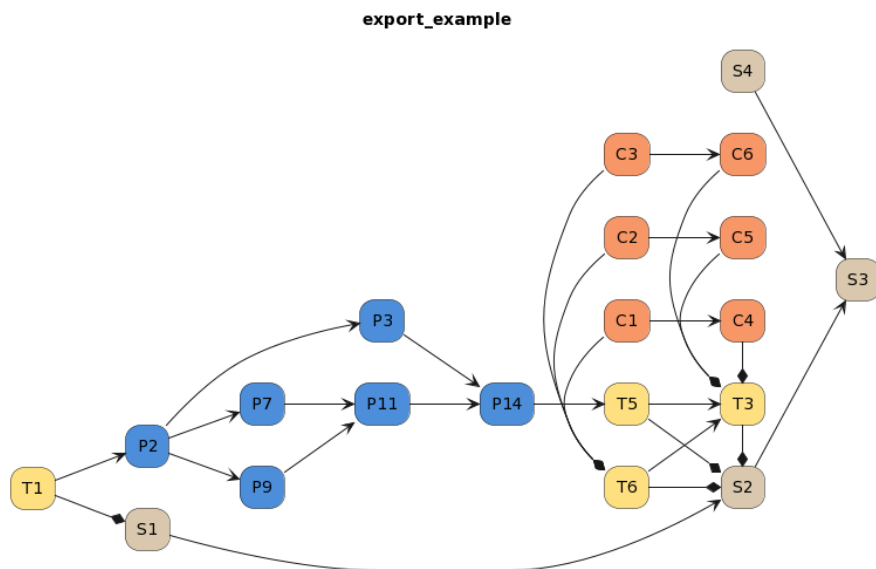 export_example
S4
C3
C6
C2
C5
S3
P3
C1
C4
P7
P11
P14
T5
T3
P2
T1
P9
T6
S2
S1